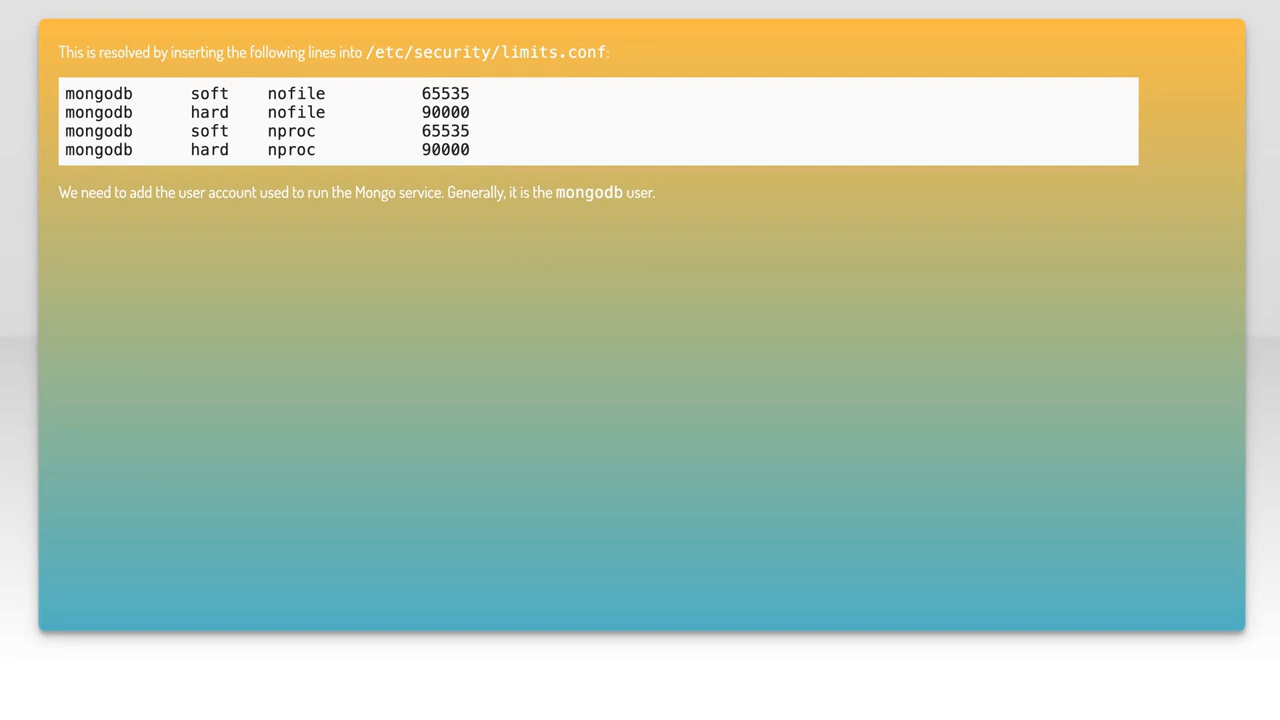 This is resolved by inserting the following lines into /etc/security/limits.conf:
mongodb      soft    nofile          65535
mongodb      hard    nofile          90000
mongodb      soft    nproc           65535
mongodb      hard    nproc           90000
We need to add the user account used to run the Mongo service. Generally, it is the mongodb user.